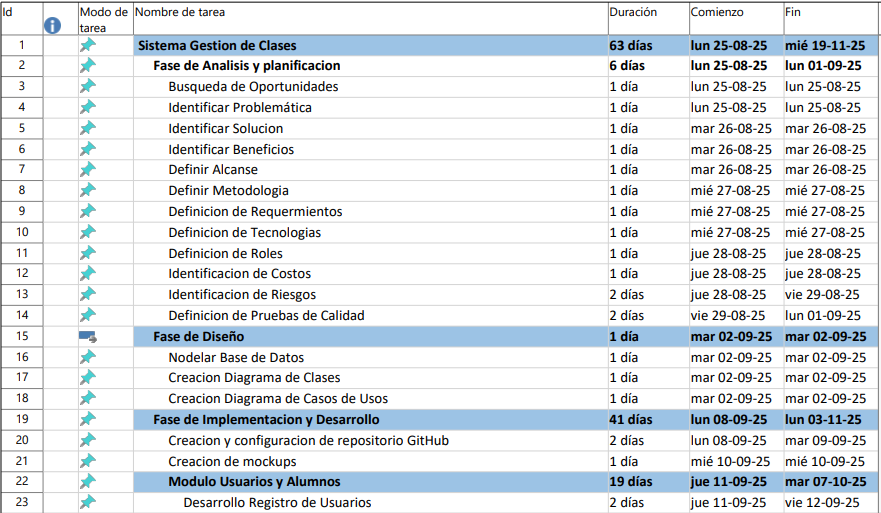 Id Modo de tarea Nombre de tarea Duración Comienzo Fin
1 Sistema Gestion de Clases 63 días lun 25-08-25 mié 19-11-25
2 Fase de Analisis y planificacion 6 días lun 25-08-25 lun 01-09-25
3 Busqueda de Oportunidades 1 día lun 25-08-25 lun 25-08-25
4 Identificar Problemática 1 día lun 25-08-25 lun 25-08-25
5 Identificar Solucion 1 día mar 26-08-25 mar 26-08-25
6 Identificar Beneficios 1 día mar 26-08-25 mar 26-08-25
7 Definir Alcanse 1 día mar 26-08-25 mar 26-08-25
8 Definir Metodologia 1 día mié 27-08-25 mié 27-08-25
9 Definicion de Requermientos 1 día mié 27-08-25 mié 27-08-25
10 Definicion de Tecnologias 1 día mié 27-08-25 mié 27-08-25
11 Definicion de Roles 1 día jue 28-08-25 jue 28-08-25
12 Identificacion de Costos 1 día jue 28-08-25 jue 28-08-25
13 Identificacion de Riesgos 2 días jue 28-08-25 vie 29-08-25
14 Definicion de Pruebas de Calidad 2 días vie 29-08-25 lun 01-09-25
15 Fase de Diseño 1 día mar 02-09-25 mar 02-09-25
16 Nodelar Base de Datos 1 día mar 02-09-25 mar 02-09-25
17 Creacion Diagrama de Clases 1 día mar 02-09-25 mar 02-09-25
18 Creacion Diagrama de Casos de Usos 1 día mar 02-09-25 mar 02-09-25
19 Fase de Implementacion y Desarrollo 41 días lun 08-09-25 lun 03-11-25
20 Creacion y configuracion de repositorio GitHub 2 días lun 08-09-25 mar 09-09-25
21 Creacion de mockups 1 día mié 10-09-25 mié 10-09-25
22 Modulo Usuarios y Alumnos 19 días jue 11-09-25 mar 07-10-25
23 Desarrollo Registro de Usuarios 2 días jue 11-09-25 vie 12-09-25